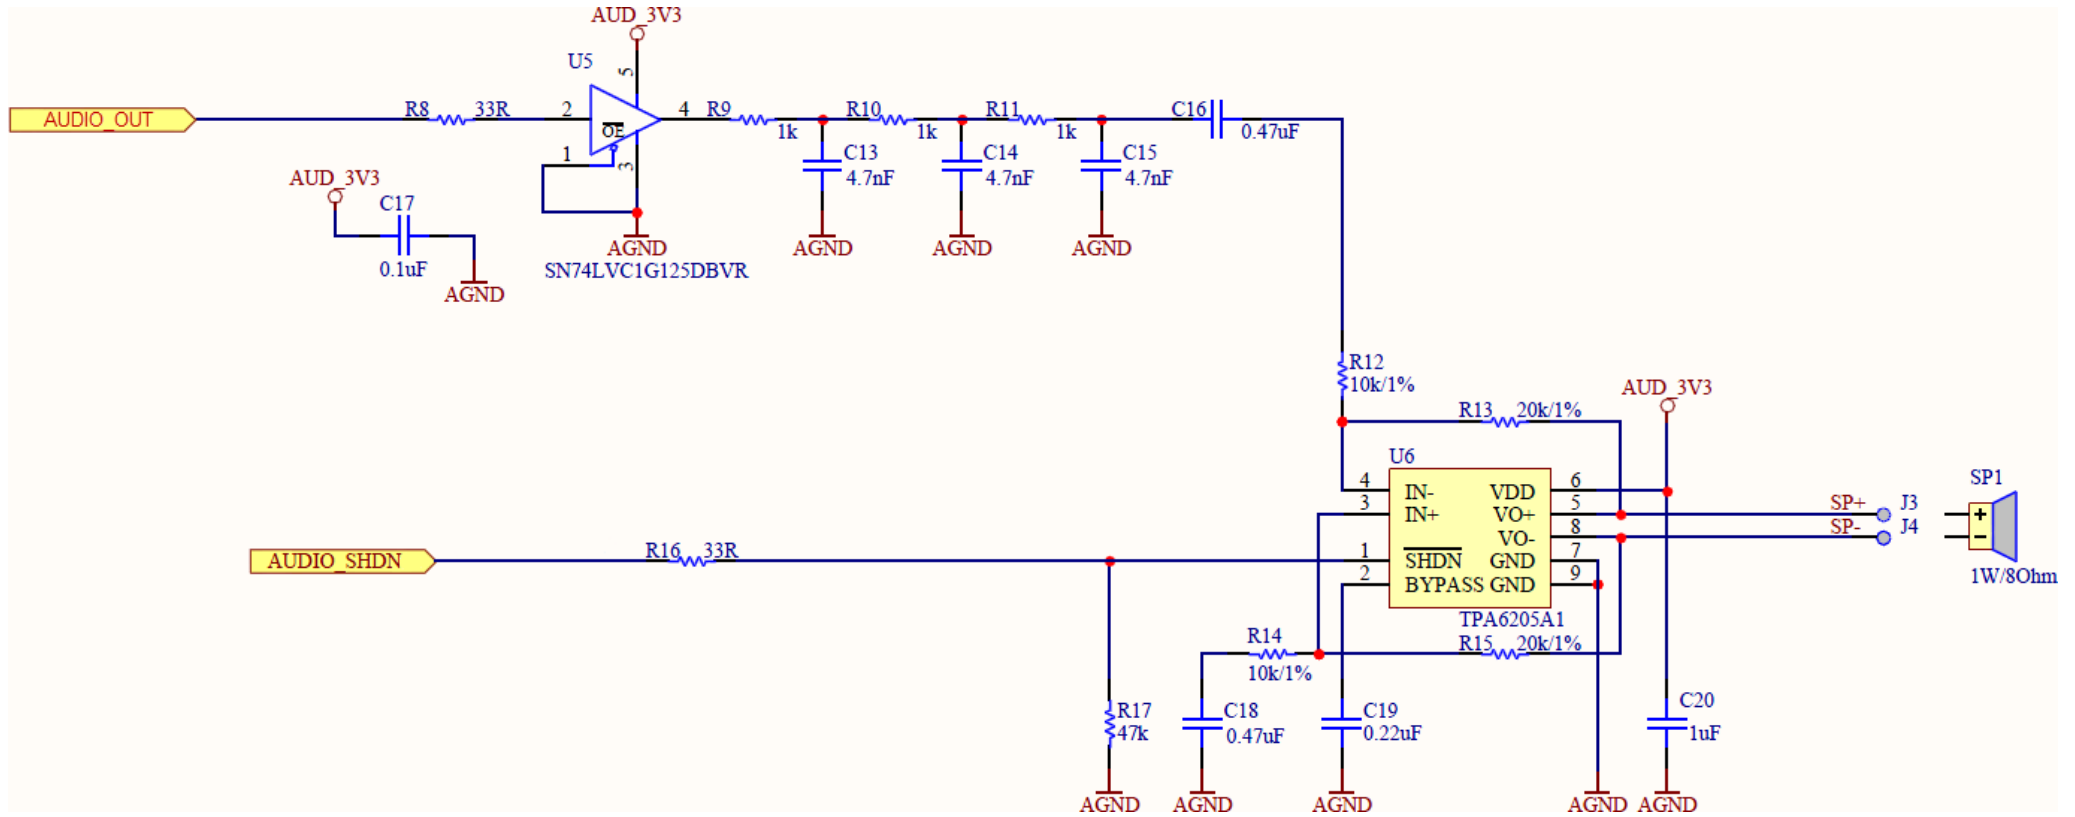 AUD_3V3
U5
5
AUDIO_OUT
R8 33R
2
OE
4
R9
1k
R10
1k
R11
1k
C16
0.47uF
1
3
C13
4.7nF
C14
4.7nF
C15
4.7nF
AUD_3V3
C17
0.1uF
AGND
AGND
SN74LVC1G125DBVR
AGND
AGND
AGND
R12
10k/1%
AUD_3V3
R13 20k/1%
U6
4 IN- VDD 6
3 IN+ VO+ 5
VO- 8
1 SHDN GND 7
2 BYPASS GND 9
TPA6205A1
SP+ J3
SP- J4
SP1
+
-
1W/8Ohm
AUDIO_SHDN
R16 33R
R14
10k/1%
R15 20k/1%
R17
47k
C18
0.47uF
C19
0.22uF
C20
1uF
AGND
AGND
AGND
AGND
AGND